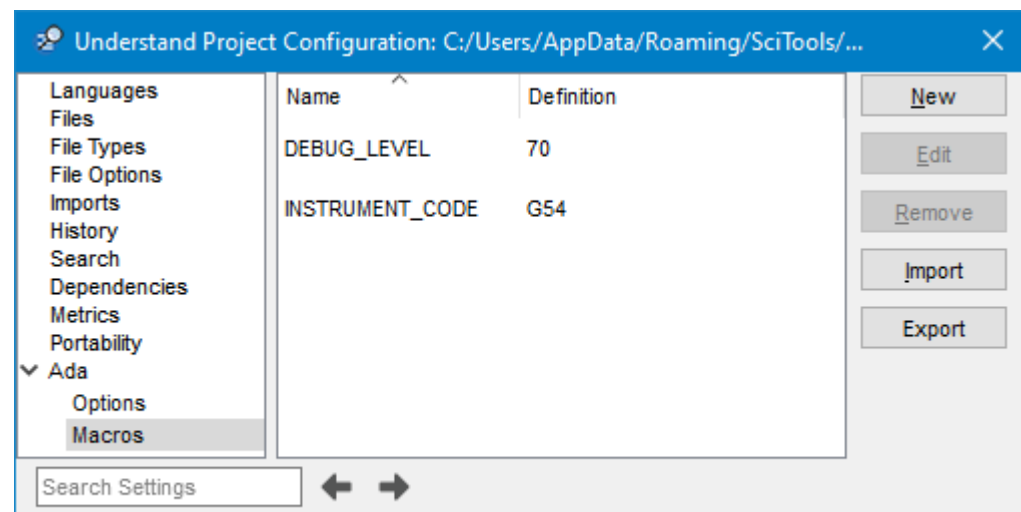 Understand Project Configuration: C:/Users/AppData/Roaming/SciTools/...
Languages
Files
File Types
File Options
Imports
History
Search
Dependencies
Metrics
Portability
Ada
Options
Macros
Name Definition
DEBUG_LEVEL 70
INSTRUMENT_CODE G54
New
Edit
Remove
Import
Export
Search Settings